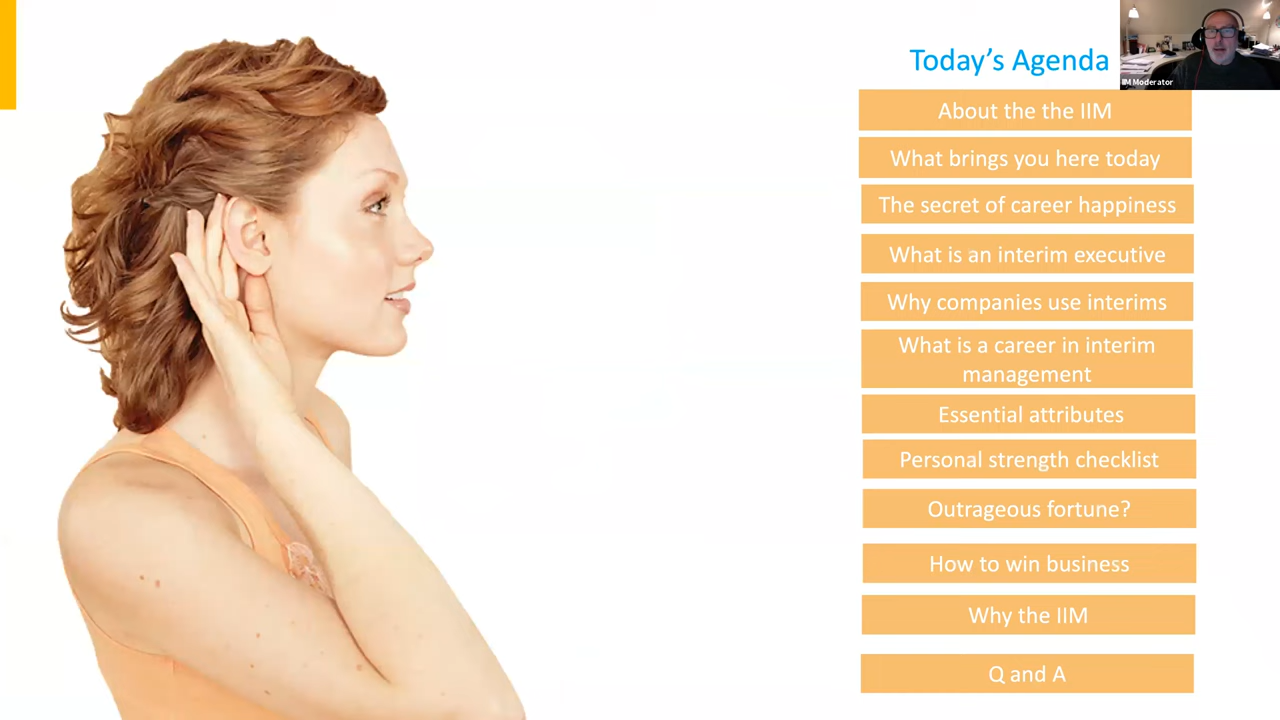 Today's Agenda
IIM Moderator
About the the IIM
What brings you here today
The secret of career happiness
What is an interim executive
Why companies use interims
What is a career in interim
management
Essential attributes
Personal strength checklist
Outrageous fortune?
How to win business
Why the IIM
Q and A